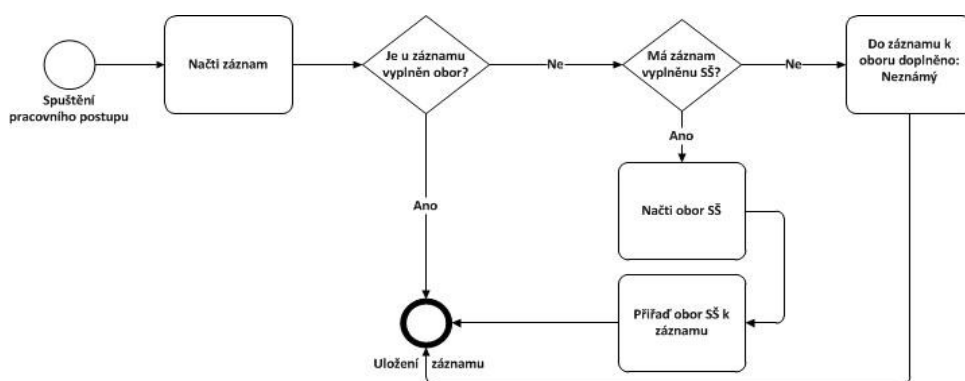 Spuštění
pracovního postupu
Načti záznam
Je u záznamu
vyplněn obor?
Ne
Má záznam
vyplněnu SŠ?
Ne
Do záznamu k
oboru doplněno:
Neznámý
Ano
Ano
Načti obor SŠ
Přiřaď obor SŠ k
záznamu
Uložení záznamu